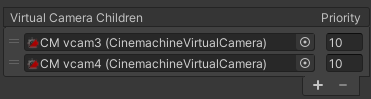 Virtual Camera Children Priority
CM vcam3 (CinemachineVirtualCamera) 10
CM vcam4 (CinemachineVirtualCamera) 10
+ −